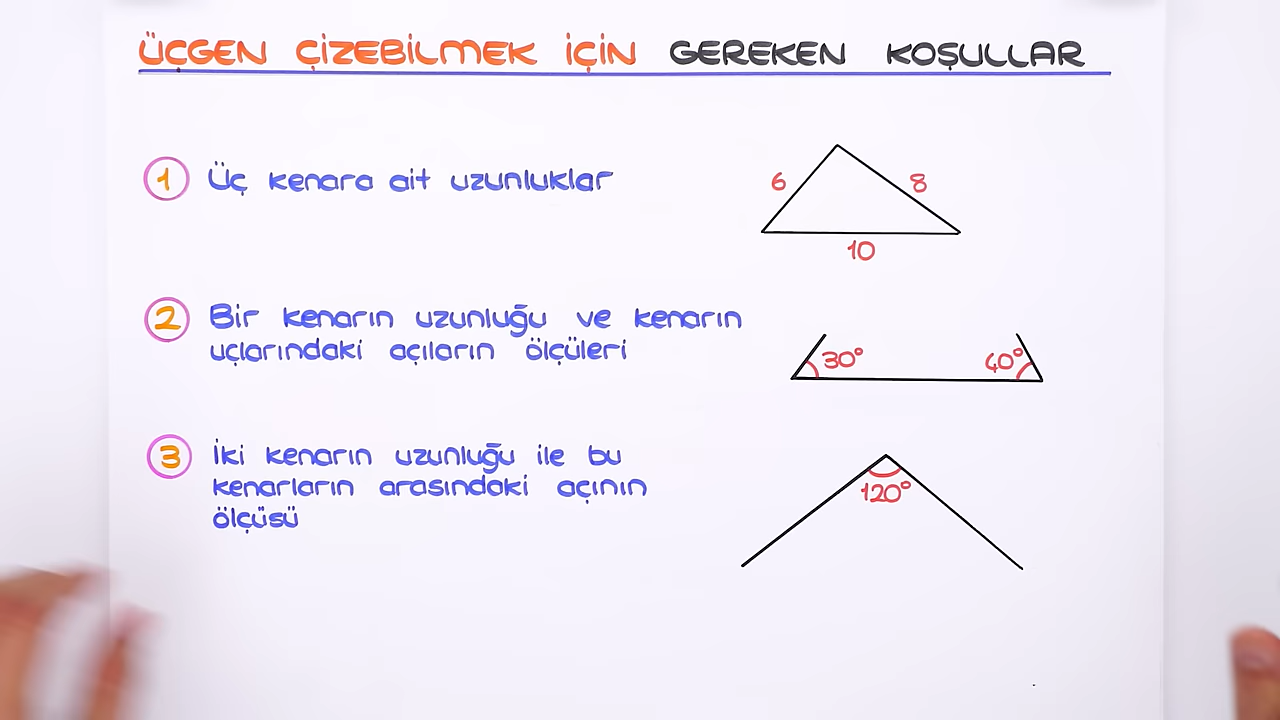 ÜÇGEN ÇİZEBİLMEK İÇİN GEREKEN KOŞULLAR
1 Üç kenara ait uzunluklar
6
8
10
2 Bir kenarın uzunluğu ve kenarın
uçlarındaki açıların ölçüleri
30°
40°
3 İki kenarın uzunluğu ile bu
kenarların arasındaki açının
ölçüsü
120°